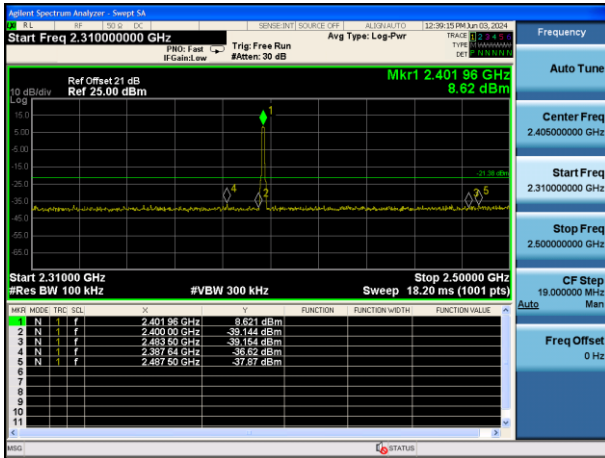 Agilent Spectrum Analyzer - Swept SA
RL RF 50 Ω DC SENSE:INT SOURCE OFF ALIGNAUTO 12:39:15 PM Jun 03, 2024
Start Freq 2.310000000 GHz
PNO: Fast
IFGain:Low
Trig: Free Run
#Atten: 30 dB
Avg Type: Log-Pwr
TRACE 1 2 3 4 5 6
TYPE M
DET P N N N N N
Ref Offset 21 dB
10 dB/div Ref 25.00 dBm
Log
Mkr1 2.401 96 GHz
8.62 dBm
15.0
5.00
-5.00
-15.0
-25.0
-35.0
-45.0
-55.0
-65.0
1
-21.38 dBm
4
2
3
5
Start 2.31000 GHz Stop 2.50000 GHz
#Res BW 100 kHz #VBW 300 kHz Sweep 18.20 ms (1001 pts)
MKR MODE TRC SCL X Y FUNCTION FUNCTION WIDTH FUNCTION VALUE
1 N 1 f 2.401 96 GHz 8.621 dBm
2 N 1 f 2.400 00 GHz -39.144 dBm
3 N 1 f 2.483 50 GHz -39.154 dBm
4 N 1 f 2.387 64 GHz -36.62 dBm
5 N 1 f 2.487 50 GHz -37.87 dBm
6
7
8
9
10
11
MSG STATUS
Frequency
Auto Tune
Center Freq
2.405000000 GHz
Start Freq
2.310000000 GHz
Stop Freq
2.500000000 GHz
CF Step
19.000000 MHz
Auto Man
Freq Offset
0 Hz